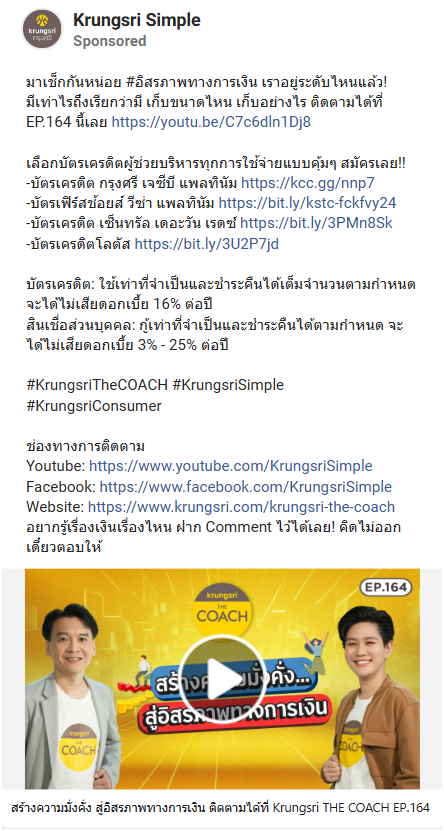 Krungsri Simple
Sponsored
krungsri
กรุงศรี
มาเช็กกันหน่อย #อิสรภาพทางการเงิน เราอยู่ระดับไหนแล้ว!
มีเท่าไรถึงเรียกว่ามี เก็บขนาดไหน เก็บอย่างไร ติดตามได้ที่
EP.164 นี้เลย https://youtu.be/C7c6dln1Dj8
เลือกบัตรเครดิตผู้ช่วยบริหารทุกการใช้จ่ายแบบคุ้มๆ สมัครเลย!!
-บัตรเครดิต กรุงศรี เจซีบี แพลทินัม https://kcc.gg/nnp7
-บัตรเฟิร์สช้อยส์ วีซ่า แพลทินัม https://bit.ly/kstc-fckfvy24
-บัตรเครดิต เซ็นทรัล เดอะวัน เรดซ์ https://bit.ly/3PMn8Sk
-บัตรเครดิตโลตัส https://bit.ly/3U2P7jd
บัตรเครดิต: ใช้เท่าที่จำเป็นและชำระคืนได้เต็มจำนวนตามกำหนด
จะได้ไม่เสียดอกเบี้ย 16% ต่อปี
สินเชื่อส่วนบุคคล: กู้เท่าที่จำเป็นและชำระคืนได้ตามกำหนด จะ
ได้ไม่เสียดอกเบี้ย 3% - 25% ต่อปี
#KrungsriTheCOACH #KrungsriSimple
#KrungsriConsumer
ช่องทางการติดตาม
Youtube: https://www.youtube.com/KrungsriSimple
Facebook: https://www.facebook.com/KrungsriSimple
Website: https://www.krungsri.com/krungsri-the-coach
อยากรู้เรื่องเงินเรื่องไหน ฝาก Comment ไว้ได้เลย! คิดไม่ออก
เดี๋ยวตอบให้
EP.164
krungsri
THE
COACH
สร้างความมั่งคั่ง...
สู่อิสรภาพทางการเงิน
krungsri
THE
COACH
krungsri
THE
COACH
สร้างความมั่งคั่ง สู่อิสรภาพทางการเงิน ติดตามได้ที่ Krungsri THE COACH EP.164